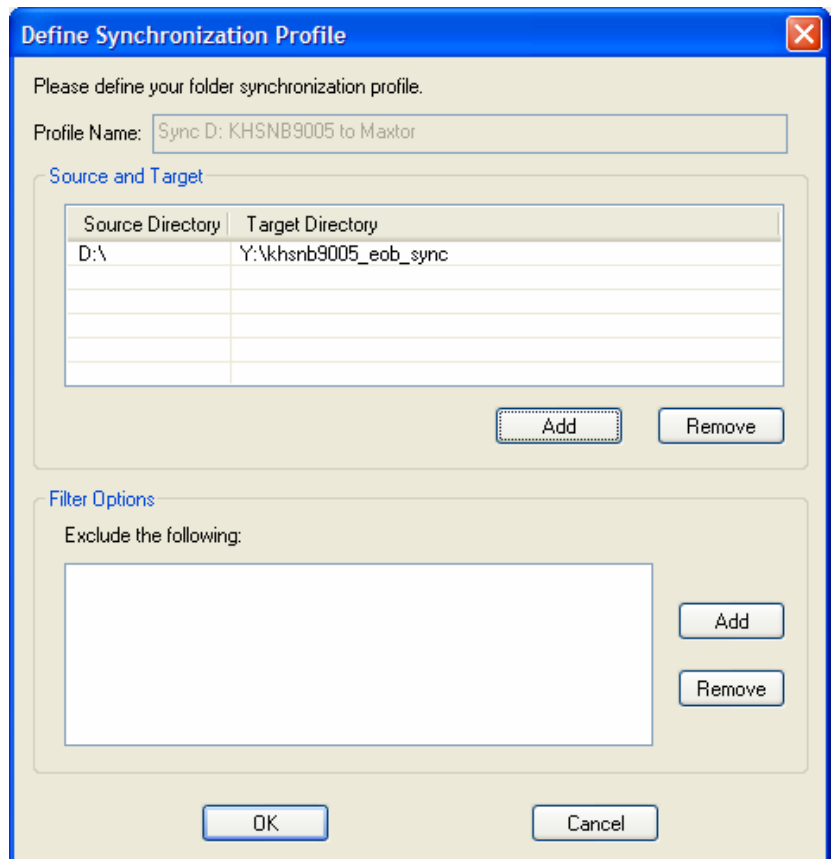 Define Synchronization Profile
Please define your folder synchronization profile.
Profile Name: Sync D: KHSNB9005 to Maxtor
Source and Target
Source Directory Target Directory
D:\ Y:\khsnb9005_eob_sync
Add Remove
Filter Options
Exclude the following:
Add
Remove
OK Cancel